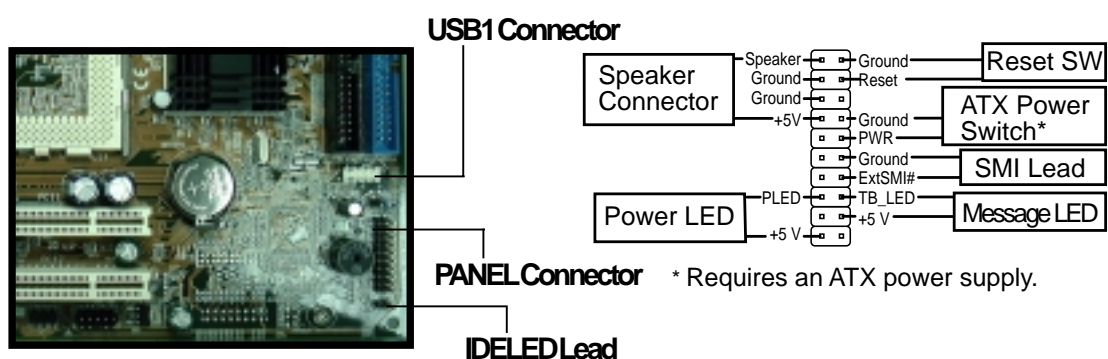 USB1 Connector
PANEL Connector
IDELED Lead
Speaker Connector
Speaker
Ground
Ground
+5V
Power LED
PLED
+5 V
Ground
Reset
Reset SW
Ground
PWR
ATX Power
Switch*
Ground
ExtSMI#
SMI Lead
TB_LED
+5 V
Message LED
* Requires an ATX power supply.